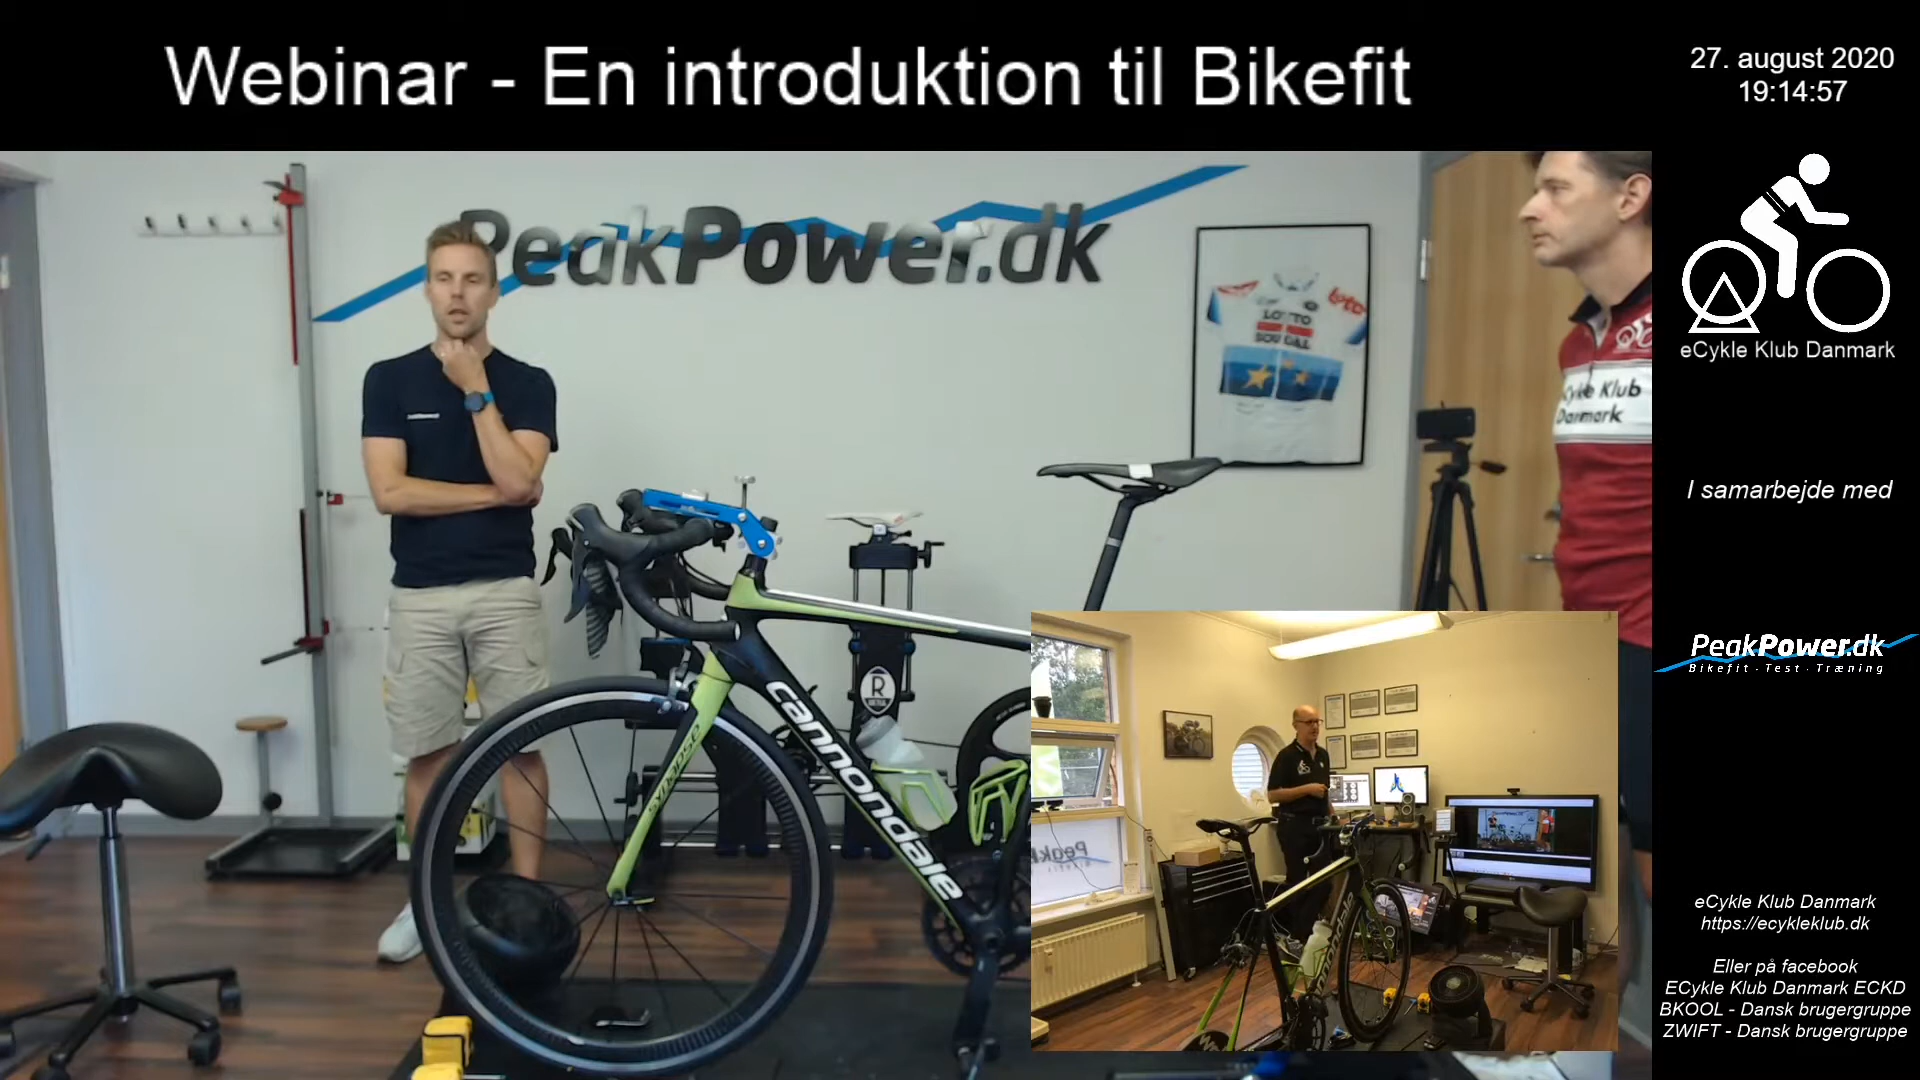 Webinar - En introduktion til Bikefit
27. august 2020
19:14:57
eCykle Klub Danmark
I samarbejde med
PeakPower.dk
Bikefit · Test · Træning
eCykle Klub Danmark
https://ecykleklub.dk
Eller på facebook
ECykle Klub Danmark ECKD
BKOOL - Dansk brugergruppe
ZWIFT - Dansk brugergruppe
PeakPower.dk
Lotto
LOTTO
SOUDAL
Cykle Klub
Danmark
cannondale
synapse
R